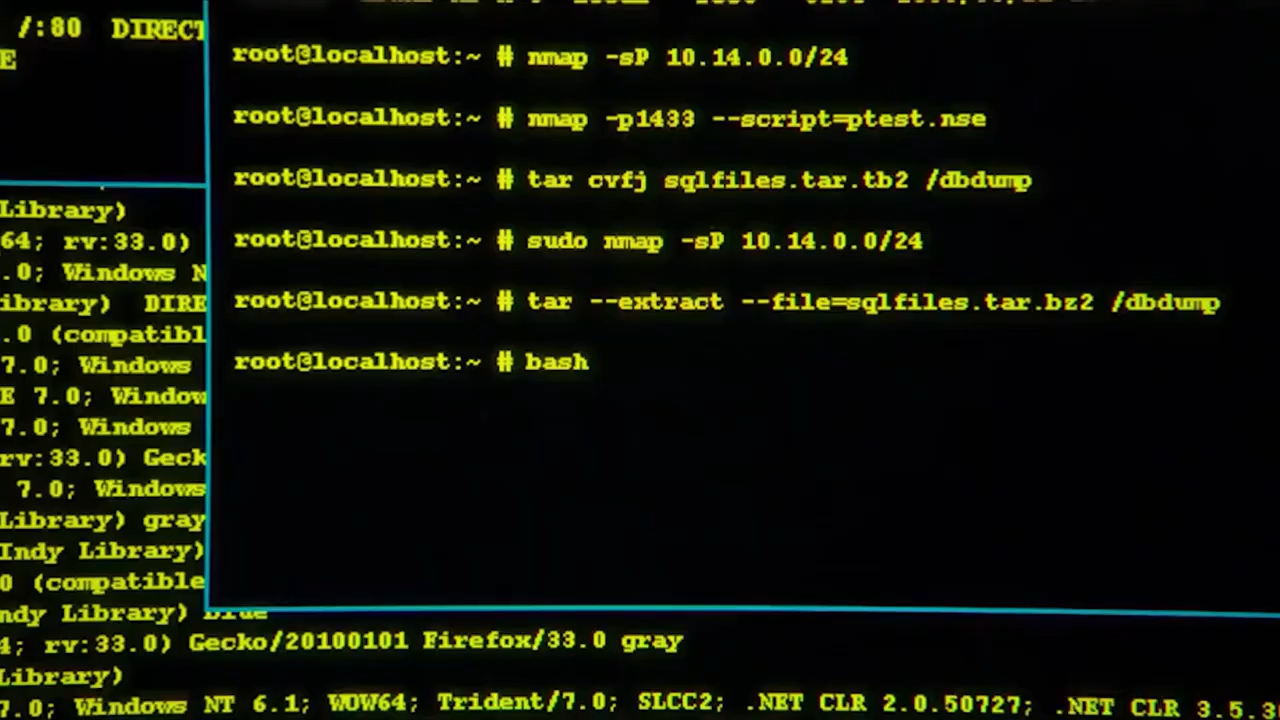 /:80 DIRECT
E
root@localhost:~ # nmap -sP 10.14.0.0/24
root@localhost:~ # nmap -p1433 --script=ptest.nse
root@localhost:~ # tar cvfj sqlfiles.tar.tb2 /dbdump
root@localhost:~ # sudo nmap -sP 10.14.0.0/24
root@localhost:~ # tar --extract --file=sqlfiles.tar.bz2 /dbdump
root@localhost:~ # bash
Library)
64; rv:33.0)
.0; Windows N
ibrary) DIRE
.0 (compatibl
7.0; Windows
E 7.0; Window
7.0; Windows
rv:33.0) Geck
7.0; Windows
Library) gray
Indy Library)
0 (compatible
ndy Library) blue
4; rv:33.0) Gecko/20100101 Firefox/33.0 gray
Library)
7.0; Windows NT 6.1; WOW64; Trident/7.0; SLCC2; .NET CLR 2.0.50727; .NET CLR 3.5.3